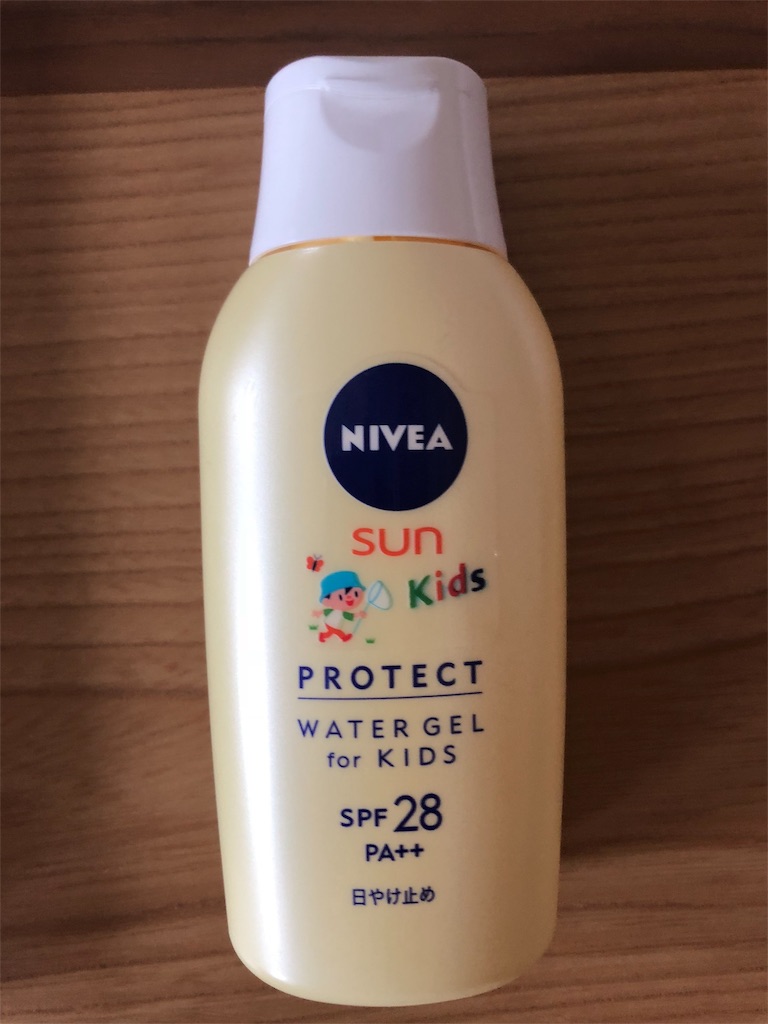 NIVEA
sun
Kids
PROTECT
WATER GEL
for KIDS
SPF 28
PA++
日やけ止め